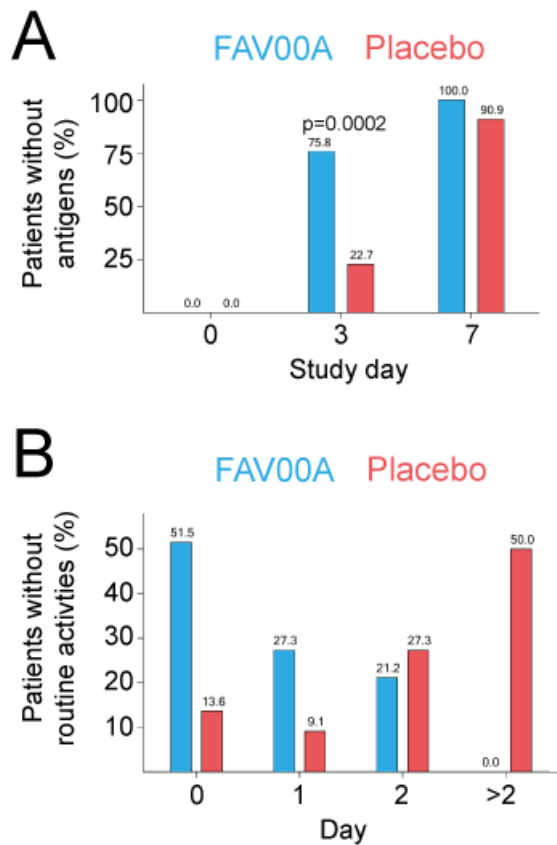 A
FAV00A Placebo
Patients without
antigens (%)
100
75
50
25
p=0.0002
0.0 0.0
75.8
22.7
100.0
90.9
0 3 7
Study day
B
FAV00A Placebo
Patients without
routine activties (%)
50
40
30
20
10
51.5
13.6
27.3
9.1
21.2
27.3
0.0
50.0
0 1 2 >2
Day